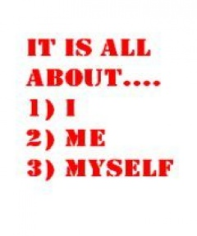 IT IS ALL
ABOUT....
1) I
2) ME
3) MYSELF